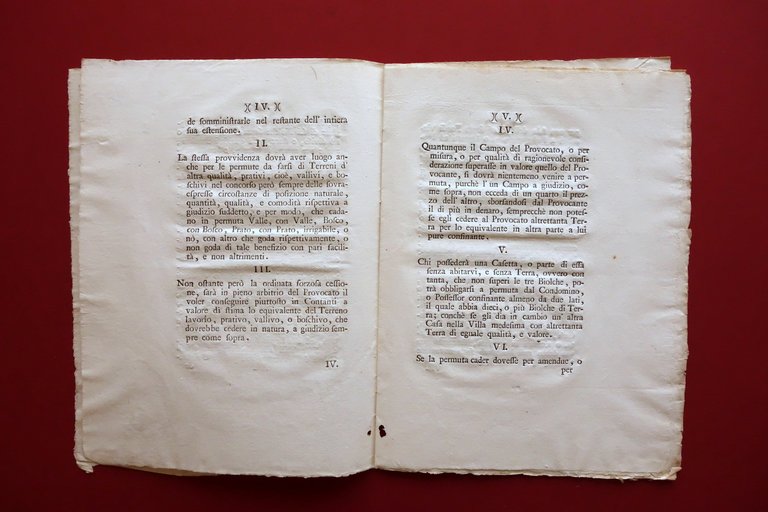 )( IV. )(
de somministrarle nel restante dell' intiera
sua estensione.
II.
La stessa provvidenza dovrà aver luogo an-
che per le permute da farsi di Terreni d'
altra qualità, prativi, cioè, vallivi, e bo-
schivi nel concorso però sempre delle sovra-
espresse circostanze di posizione naturale,
quantità, qualità, e comodità rispettiva a
giudizio suddetto, e per modo, che cada-
no in permuta Valle, con Valle, Bosco,
con Bosco, Prato, con Prato, irrigabile, o
nò, con altro che goda rispettivamente, o
non goda di tale benefizio con pari facili-
tà, e non altrimenti.
III.
Non ostante però la ordinata forzosa cessio-
ne, sarà in pieno arbitrio del Provocato il
voler conseguire piuttosto in Contanti a
valore di stima lo equivalente del Terreno
lavorìo, prativo, vallivo, o boschivo, che
dovrebbe cedere in natura, a giudizio sem-
pre come sopra.
IV.
)( V. )(
IV.
Quantunque il Campo del Provocato, o per
misura, o per qualità di ragionevole consi-
derazione superasse in valore quello del Pro-
vocante, si dovrà nientemeno venire a per-
muta, purchè l' un Campo a giudizio, co-
me sopra, non ecceda di un quarto il prez-
zo dell' altro, sborsandosi dal Provocante
il di più in denaro, semprecchè non potes-
se egli cedere al Provocato altrettanta Ter-
ra per lo equivalente in altra parte a lui
pure confinante.
V.
Chi possederà una Casetta, o parte di essa
senza abitarvi, e senza Terra, ovvero con
tanta, che non superi le tre Biolche, po-
trà obbligarsi a permuta dal Condomino,
o Possessor confinante almeno da due lati,
il quale abbia dieci, o più Biolche di Ter-
ra; conchè se gli dia in cambio un' altra
Casa nella Villa medesima con altrettanta
Terra di eguale qualità, e valore.
VI.
Se la permuta cader dovesse per amendue, o
per